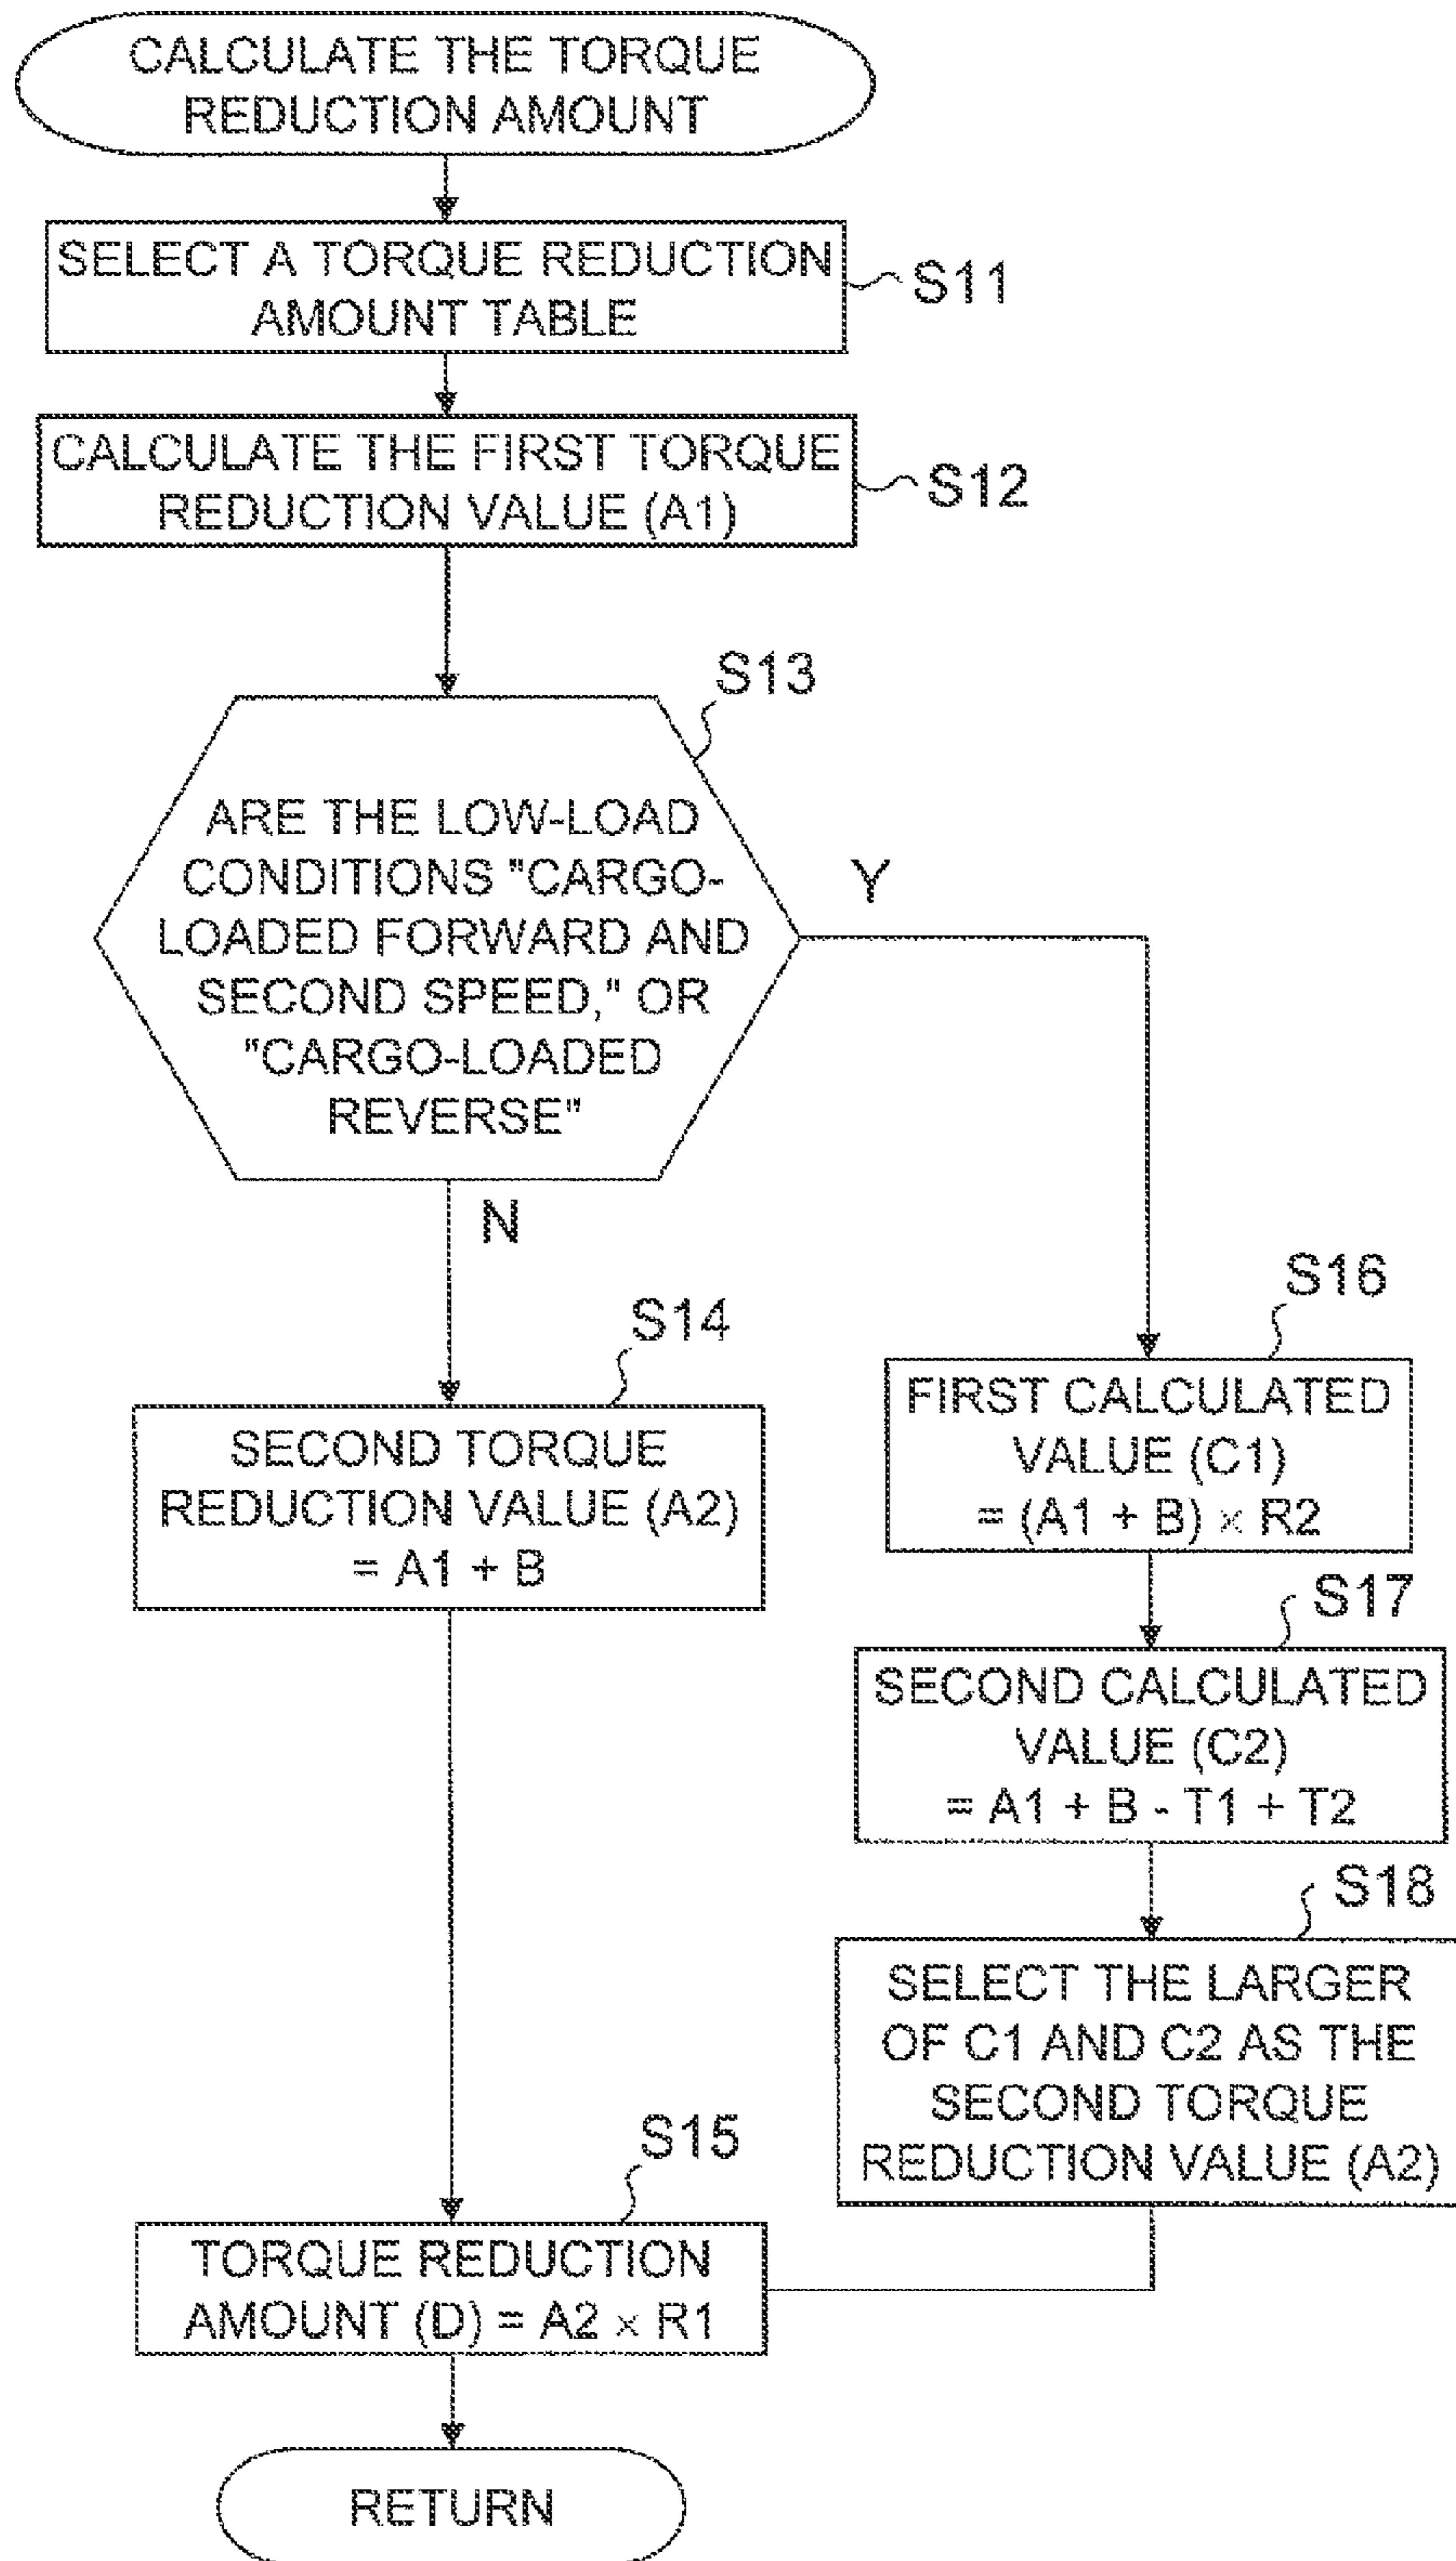 CALCULATE THE TORQUE
REDUCTION AMOUNT
SELECT A TORQUE REDUCTION
AMOUNT TABLE
S11
CALCULATE THE FIRST TORQUE
REDUCTION VALUE (A1)
S12
S13
ARE THE LOW-LOAD
CONDITIONS "CARGO-
LOADED FORWARD AND
SECOND SPEED," OR
"CARGO-LOADED
REVERSE"
Y
N
S14
SECOND TORQUE
REDUCTION VALUE (A2)
= A1 + B
S16
FIRST CALCULATED
VALUE (C1)
= (A1 + B) × R2
S17
SECOND CALCULATED
VALUE (C2)
= A1 + B - T1 + T2
S18
SELECT THE LARGER
OF C1 AND C2 AS THE
SECOND TORQUE
REDUCTION VALUE (A2)
S15
TORQUE REDUCTION
AMOUNT (D) = A2 × R1
RETURN